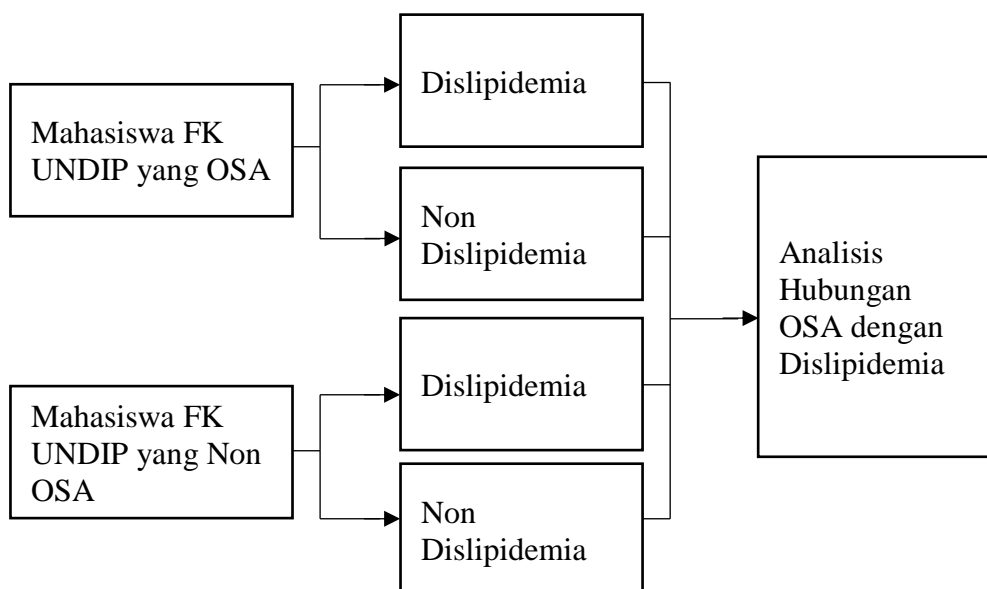 Mahasiswa FK
UNDIP yang OSA
Dislipidemia
Non
Dislipidemia
Mahasiswa FK
UNDIP yang Non
OSA
Dislipidemia
Non
Dislipidemia
Analisis
Hubungan
OSA dengan
Dislipidemia